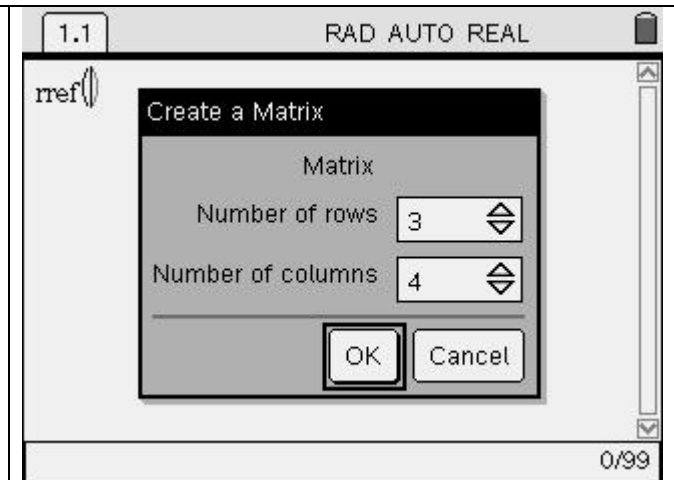 1.1 RAD AUTO REAL
rref()
Create a Matrix
Matrix
Number of rows 3
Number of columns 4
OK Cancel
0/99